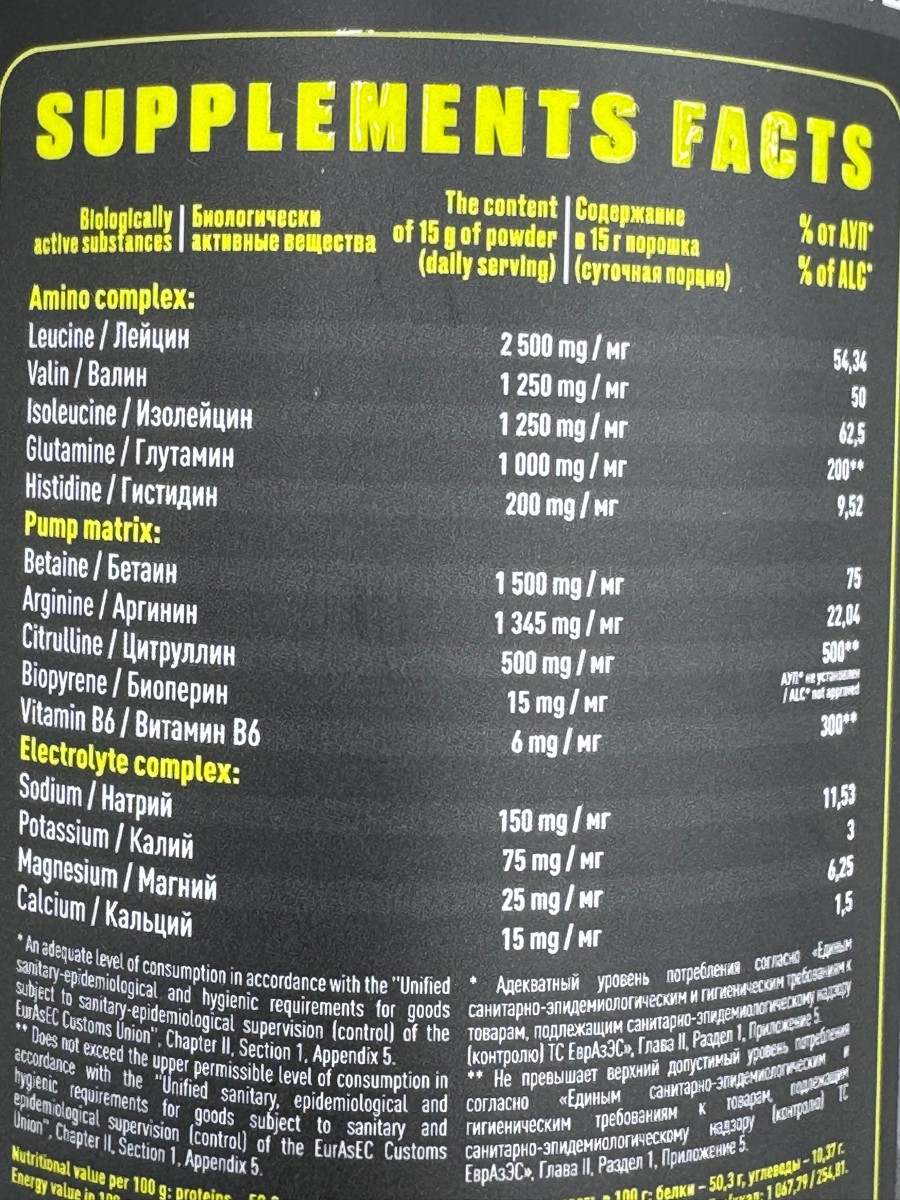 SUPPLEMENTS FACTS
Biologically active substances | Биологически активные вещества
The content of 15 g of powder (daily serving) | Содержание в 15 г порошка (суточная порция)
% от АУП*
% of ALC*
Amino complex:
Leucine / Лейцин 2 500 mg / мг 54,34
Valin / Валин 1 250 mg / мг 50
Isoleucine / Изолейцин 1 250 mg / мг 62,5
Glutamine / Глутамин 1 000 mg / мг 200**
Histidine / Гистидин 200 mg / мг 9,52
Pump matrix:
Betaine / Бетаин 1 500 mg / мг 75
Arginine / Аргинин 1 345 mg / мг 22,04
Citrulline / Цитруллин 500 mg / мг 500**
Biopyrene / Биоперин 15 mg / мг АУП* не установлен / ALC* not approved
Vitamin B6 / Витамин В6 6 mg / мг 300**
Electrolyte complex:
Sodium / Натрий 150 mg / мг 11,53
Potassium / Калий 75 mg / мг 3
Magnesium / Магний 25 mg / мг 6,25
Calcium / Кальций 15 mg / мг 1,5
* An adequate level of consumption in accordance with the "Unified
sanitary-epidemiological and hygienic requirements for goods
subject to sanitary-epidemiological supervision (control) of the
EurAsEC Customs Union", Chapter II, Section 1, Appendix 5.
** Does not exceed the upper permissible level of consumption in
accordance with the "Unified sanitary, epidemiological and
hygienic requirements for goods subject to sanitary and
epidemiological supervision (control) of the EurAsEC Customs
Union", Chapter II, Section 1, Appendix 5.
* Адекватный уровень потребления согласно «Единым
санитарно-эпидемиологическим и гигиеническим требованиям к
товарам, подлежащим санитарно-эпидемиологическому надзору
(контролю) ТС ЕврАзЭС», Глава II, Раздел 1, Приложение 5.
** Не превышает верхний допустимый уровень потребления
согласно «Единым санитарно-эпидемиологическим и
гигиеническим требованиям к товарам, подлежащим
санитарно-эпидемиологическому надзору (контролю) ТС
ЕврАзЭС», Глава II, Раздел 1, Приложение 5.
Nutritional value per 100 g: proteins
Energy value in 100
100 г: белки – 50,3 г, углеводы – 10,37 г.
1 067,79 / 254,81.